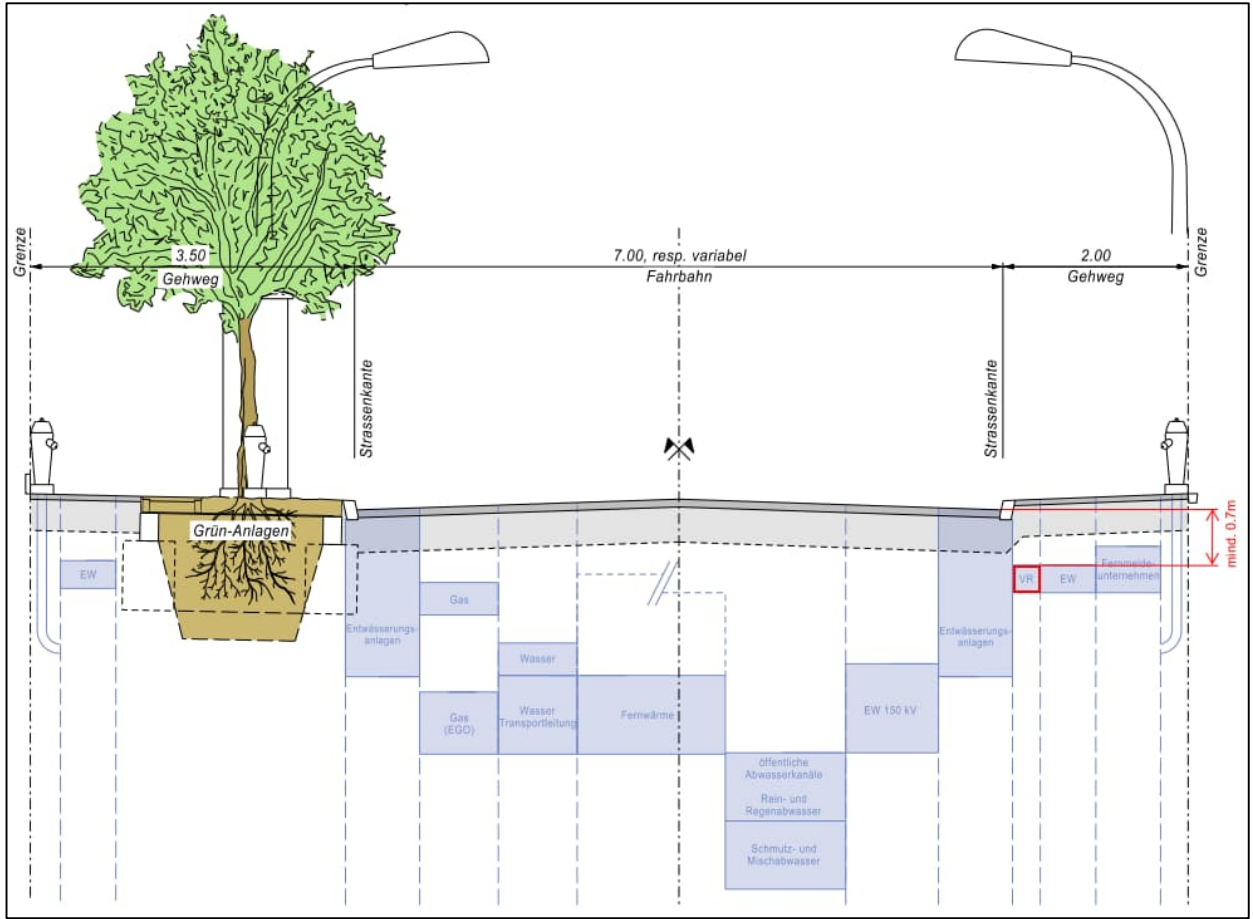 Grenze
3.50
Gehweg
7.00, resp. variabel
Fahrbahn
2.00
Gehweg
Grenze
Strassenkante
Strassenkante
Grün-Anlagen
mind. 0.7m
EW
Gas
Entwässerungs-
anlagen
Wasser
Gas
(EGO)
Wasser
Transportleitung
Fernwärme
EW 150 kV
Entwässerungs-
anlagen
VR
EW
Fernmelde-
unternehmen
öffentliche
Abwasserkanäle
Rein- und
Regenabwasser
Schmutz- und
Mischabwasser